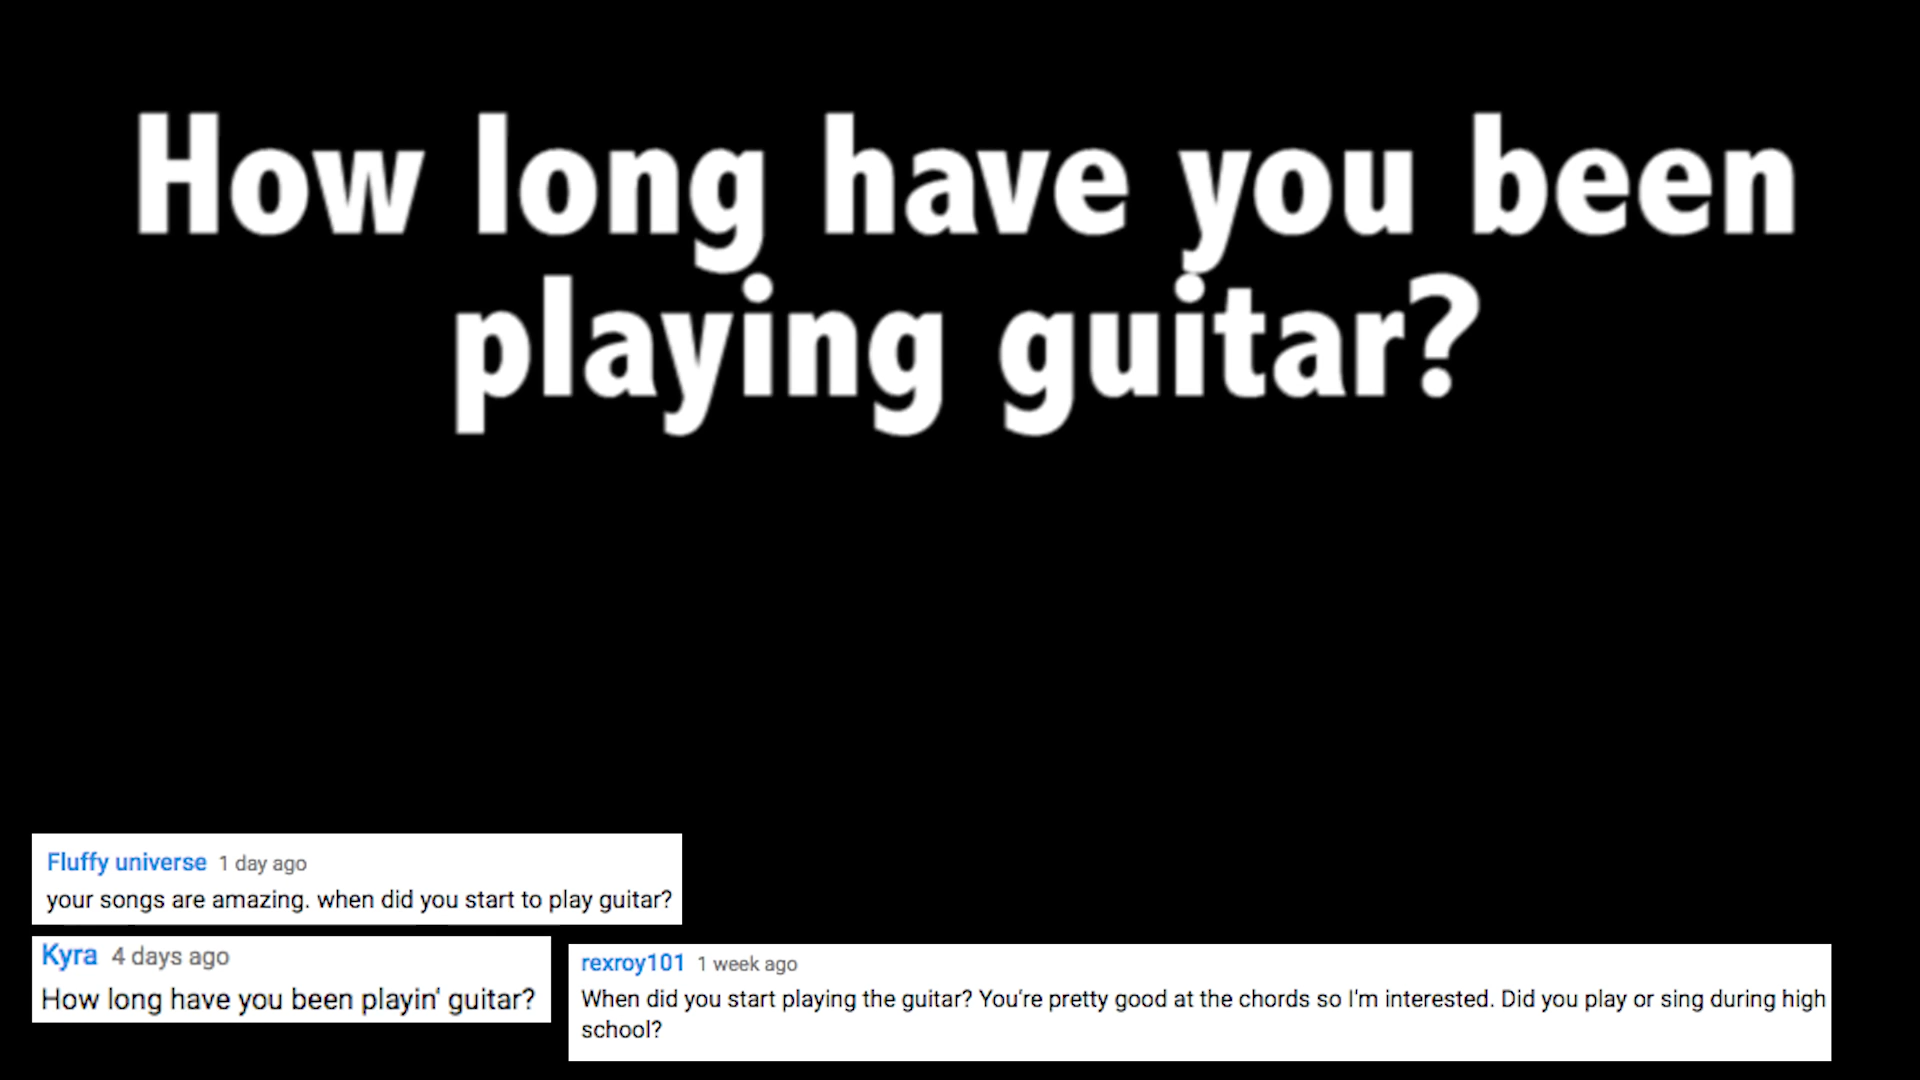 How long have you been
playing guitar?
Fluffy universe 1 day ago
your songs are amazing. when did you start to play guitar?
Kyra 4 days ago
How long have you been playin' guitar?
rexroy101 1 week ago
When did you start playing the guitar? You're pretty good at the chords so I'm interested. Did you play or sing during high
school?